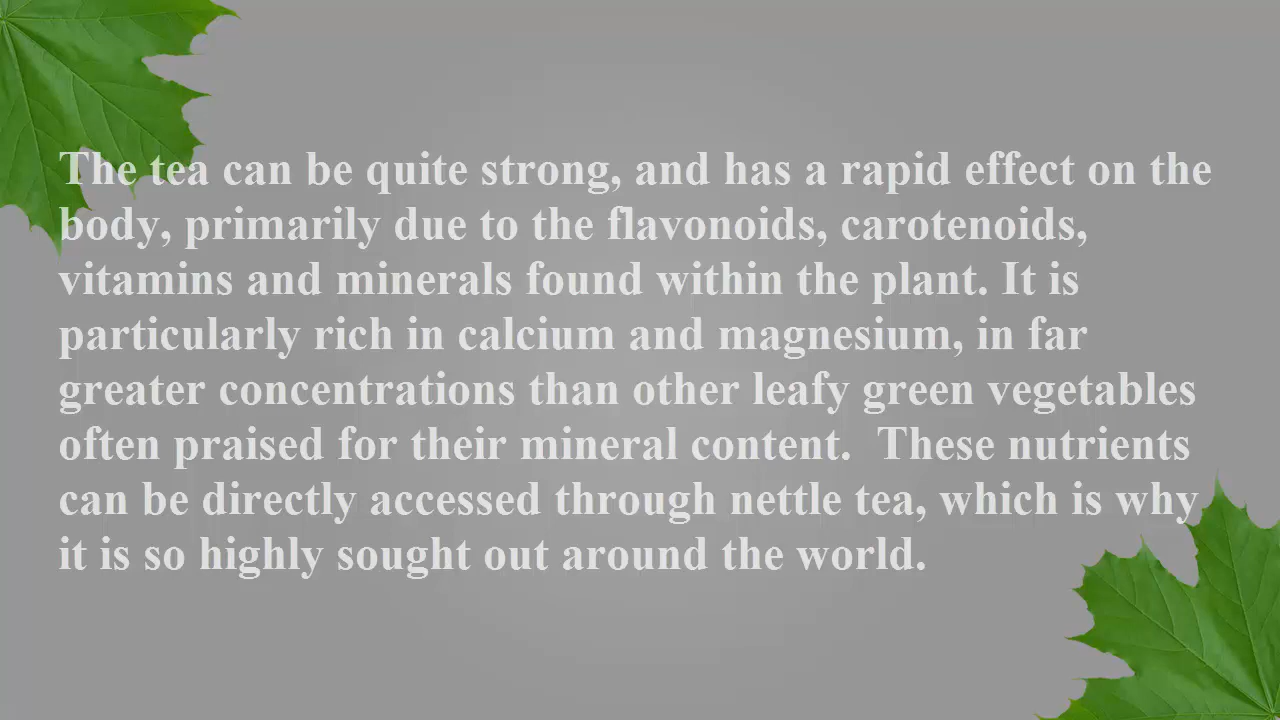 The tea can be quite strong, and has a rapid effect on the
body, primarily due to the flavonoids, carotenoids,
vitamins and minerals found within the plant. It is
particularly rich in calcium and magnesium, in far
greater concentrations than other leafy green vegetables
often praised for their mineral content.  These nutrients
can be directly accessed through nettle tea, which is why
it is so highly sought out around the world.